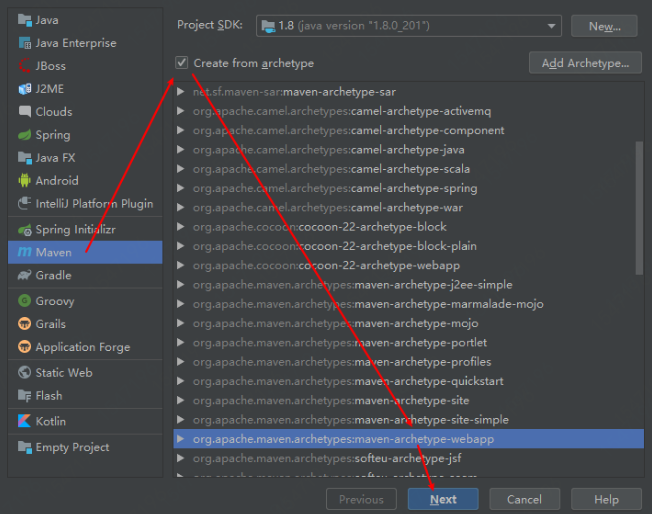 Java
Java Enterprise
JBoss
J2ME
Clouds
Spring
Java FX
Android
IntelliJ Platform Plugin
Spring Initializr
Maven
Gradle
Groovy
Grails
Application Forge
Static Web
Flash
Kotlin
Empty Project
Project SDK: 1.8 (java version "1.8.0_201") New...
Create from archetype Add Archetype...
net.sf.maven-sar:maven-archetype-sar
org.apache.camel.archetypes:camel-archetype-activemq
org.apache.camel.archetypes:camel-archetype-component
org.apache.camel.archetypes:camel-archetype-java
org.apache.camel.archetypes:camel-archetype-scala
org.apache.camel.archetypes:camel-archetype-spring
org.apache.camel.archetypes:camel-archetype-war
org.apache.cocoon:cocoon-22-archetype-block
org.apache.cocoon:cocoon-22-archetype-block-plain
org.apache.cocoon:cocoon-22-archetype-webapp
org.apache.maven.archetypes:maven-archetype-j2ee-simple
org.apache.maven.archetypes:maven-archetype-marmalade-mojo
org.apache.maven.archetypes:maven-archetype-mojo
org.apache.maven.archetypes:maven-archetype-portlet
org.apache.maven.archetypes:maven-archetype-profiles
org.apache.maven.archetypes:maven-archetype-quickstart
org.apache.maven.archetypes:maven-archetype-site
org.apache.maven.archetypes:maven-archetype-site-simple
org.apache.maven.archetypes:maven-archetype-webapp
org.apache.maven.archetypes:softeu-archetype-jsf
Previous Next Cancel Help